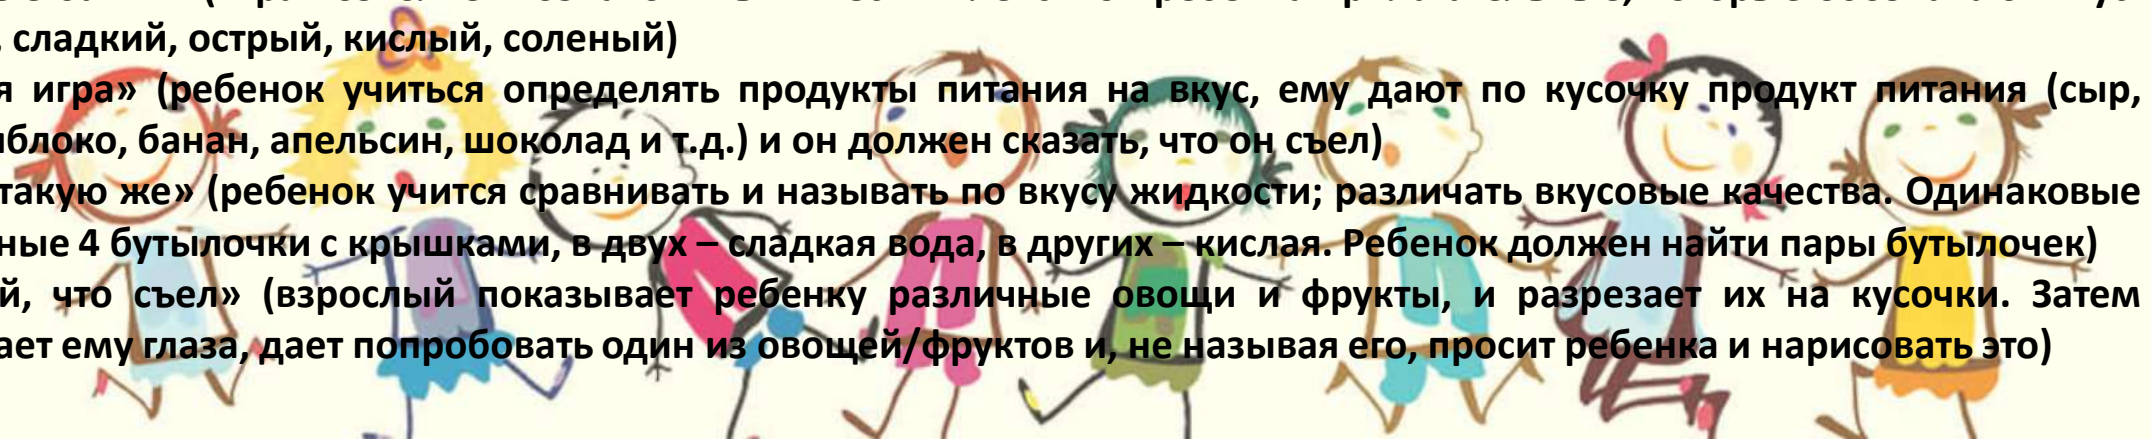 , сладкий, острый, кислый, соленый)
я игра» (ребенок учиться определять продукты питания на вкус, ему дают по кусочку продукт питания (сыр,
яблоко, банан, апельсин, шоколад и т.д.) и он должен сказать, что он съел)
такую же» (ребенок учится сравнивать и называть по вкусу жидкости; различать вкусовые качества. Одинаковые
ные 4 бутылочки с крышками, в двух – сладкая вода, в других – кислая. Ребенок должен найти пары бутылочек)
й, что съел» (взрослый показывает ребенку различные овощи и фрукты, и разрезает их на кусочки. Затем
ает ему глаза, дает попробовать один из овощей/фруктов и, не называя его, просит ребенка и нарисовать это)